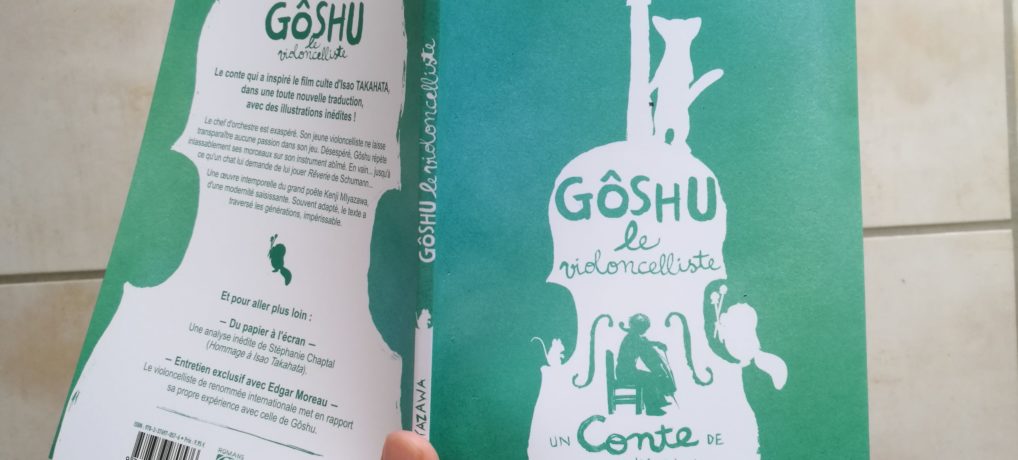 GÔSHU
le
violoncelliste
Le conte qui a inspiré le film culte d'Isao TAKAHATA,
dans une toute nouvelle traduction,
avec des illustrations inédites !
Le chef d'orchestre est exaspéré. Son jeune violoncelliste ne laisse
transparaître aucune passion dans son jeu. Désespéré, Gôshu répète
inlassablement ses morceaux sur son instrument abîmé. En vain... jusqu'à
ce qu'un chat lui demande de lui jouer Rêverie de Schumann...
Une œuvre intemporelle du grand poète Kenji MIyazawa,
d'une modernité saisissante. Souvent adapté, le texte a
traversé les générations, impérissable.
Et pour aller plus loin :
— Du papier à l'écran —
Une analyse inédite de Stéphanie Chaptal
(Hommage à Isao Takahata).
— Entretien exclusif avec Edgar Moreau —
Le violoncelliste de renommée internationale met en rapport
sa propre expérience avec celle de Gôshu.
ROMANS
GÔSHU le violoncelliste
YAZAWA
GÔSHU
le
violoncelliste
UN Conte DE